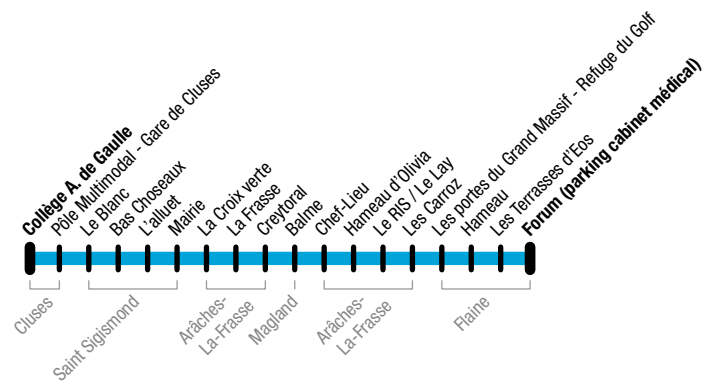 Collège A. de Gaulle
Pôle Multimodal - Gare de Cluses
Le Blanc
Bas Choseaux
L'alluet
Mairie
La Croix verte
La Frasse
Creytoral
Balme
Chef-Lieu
Hameau d'Olivia
Le RIS / Le Lay
Les Carroz
Les portes du Grand Massif - Refuge du Golf
Hameau
Les Terrasses d'Eos
Forum (parking cabinet médical)
Cluses
Saint Sigismond
Arâches-
La-Frasse
Magland
Arâches-
La-Frasse
Flaine